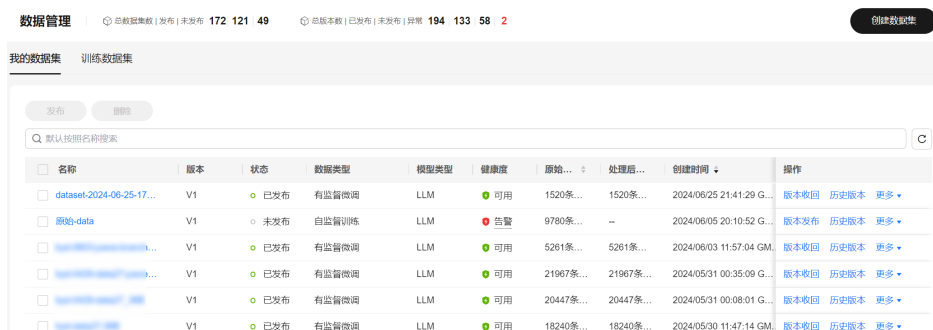 数据管理 总数据集数 | 发布 | 未发布 172 121 49 总版本数 | 已发布 | 未发布 | 异常 194 133 58 2 创建数据集
我的数据集 训练数据集
发布 删除
默认按照名称搜索
名称 版本 状态 数据类型 模型类型 健康度 原始... 处理后... 创建时间 操作
dataset-2024-06-25-17... V1 已发布 有监督微调 LLM 可用 1520条... 1520条... 2024/06/25 21:41:29 G... 版本收回 历史版本 更多
原始-data V1 未发布 自监督训练 LLM 告警 9780条... -- 2024/06/05 20:10:52 G... 版本发布 历史版本 更多
V1 已发布 有监督微调 LLM 可用 5261条... 5261条... 2024/06/03 11:57:04 GM... 版本收回 历史版本 更多
V1 已发布 有监督微调 LLM 可用 21967条... 21967条... 2024/05/31 00:35:09 G... 版本收回 历史版本 更多
V1 已发布 有监督微调 LLM 可用 20447条... 20447条... 2024/05/31 00:08:01 G... 版本收回 历史版本 更多
V1 已发布 有监督微调 LLM 可用 18240条... 18240条... 2024/05/30 11:47:14 GM... 版本收回 历史版本 更多